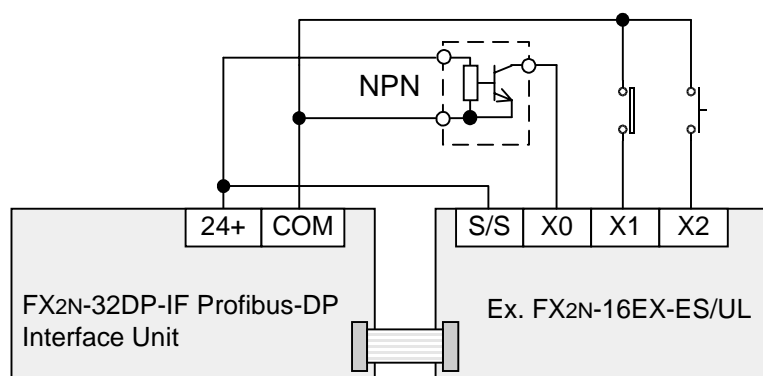 NPN
24+ COM
S/S X0 X1 X2
FX2N-32DP-IF Profibus-DP
Interface Unit
Ex. FX2N-16EX-ES/UL